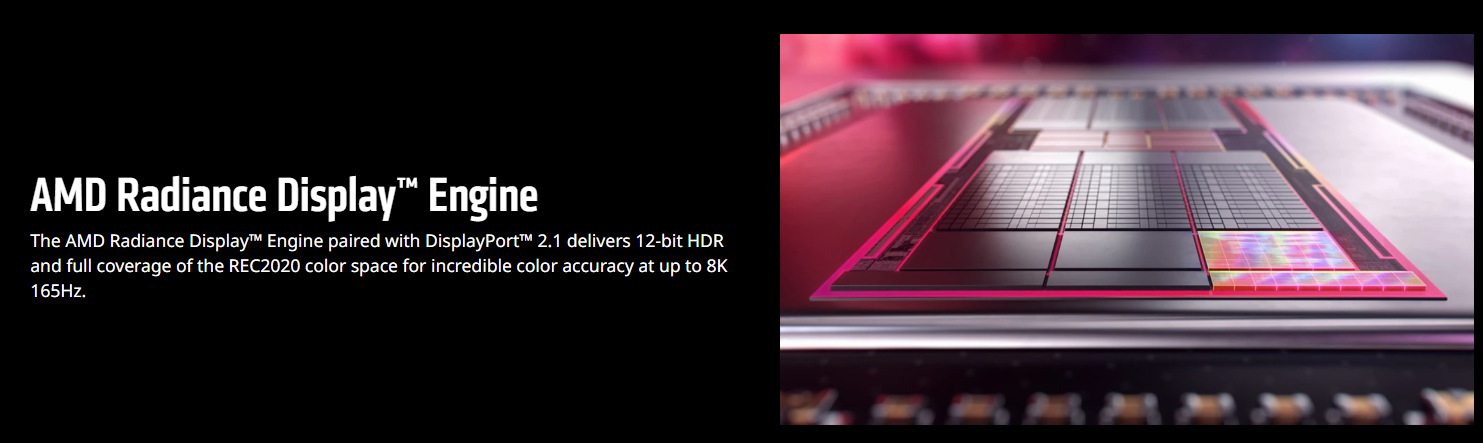 AMD Radiance Display™ Engine
The AMD Radiance Display™ Engine paired with DisplayPort™ 2.1 delivers 12-bit HDR
and full coverage of the REC2020 color space for incredible color accuracy at up to 8K
165Hz.